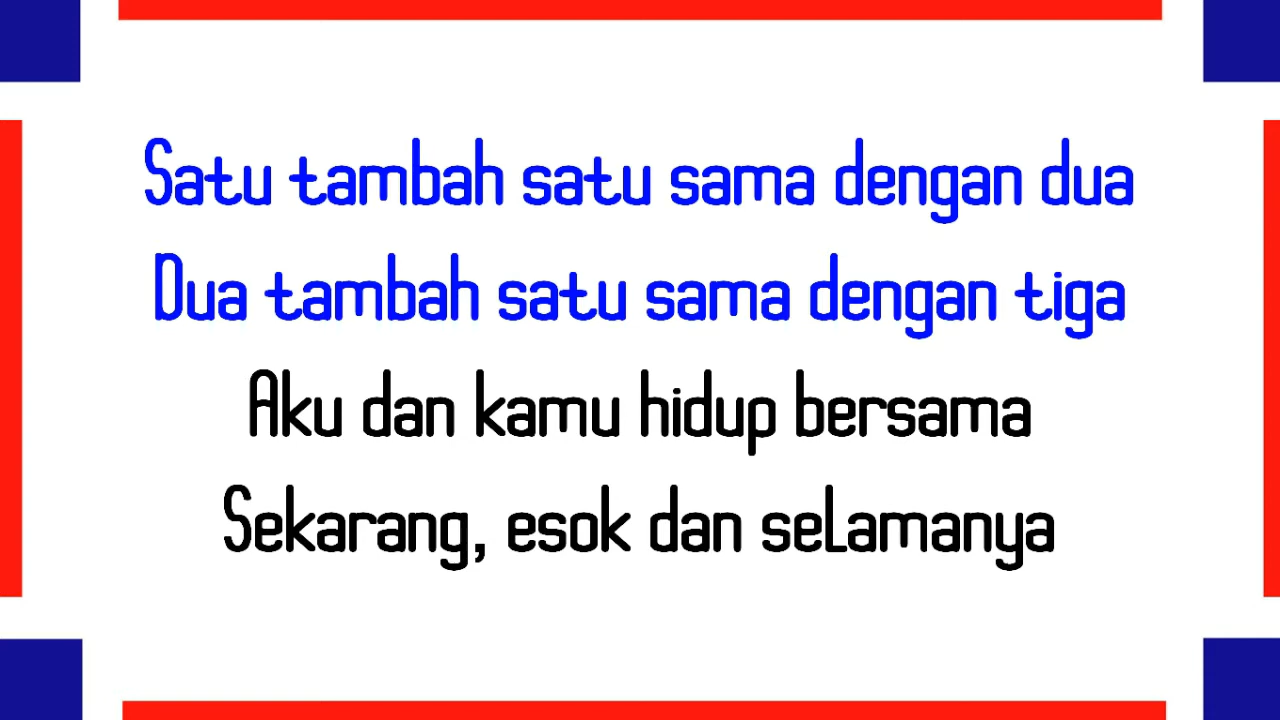 Satu tambah satu sama dengan dua
Dua tambah satu sama dengan tiga
Aku dan kamu hidup bersama
Sekarang, esok dan selamanya